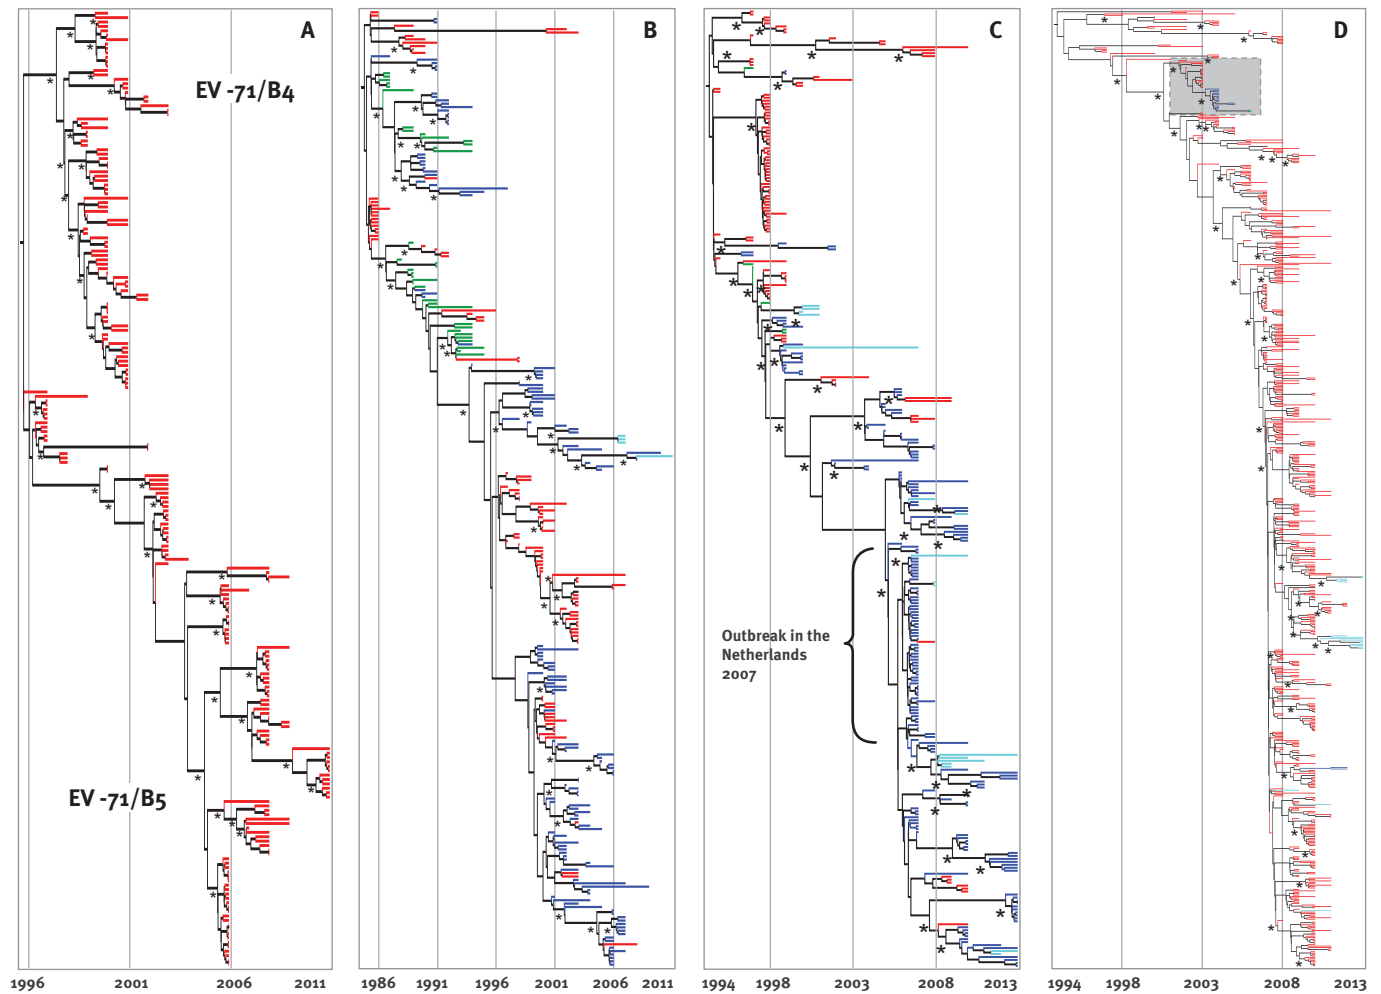 A
B
C
D
EV -71/B4
EV -71/B5
Outbreak in the
Netherlands
2007
1996 2001 2006 2011
1986 1991 1996 2001 2006 2011
1994 1998 2003 2008 2013
1994 1998 2003 2008 2013